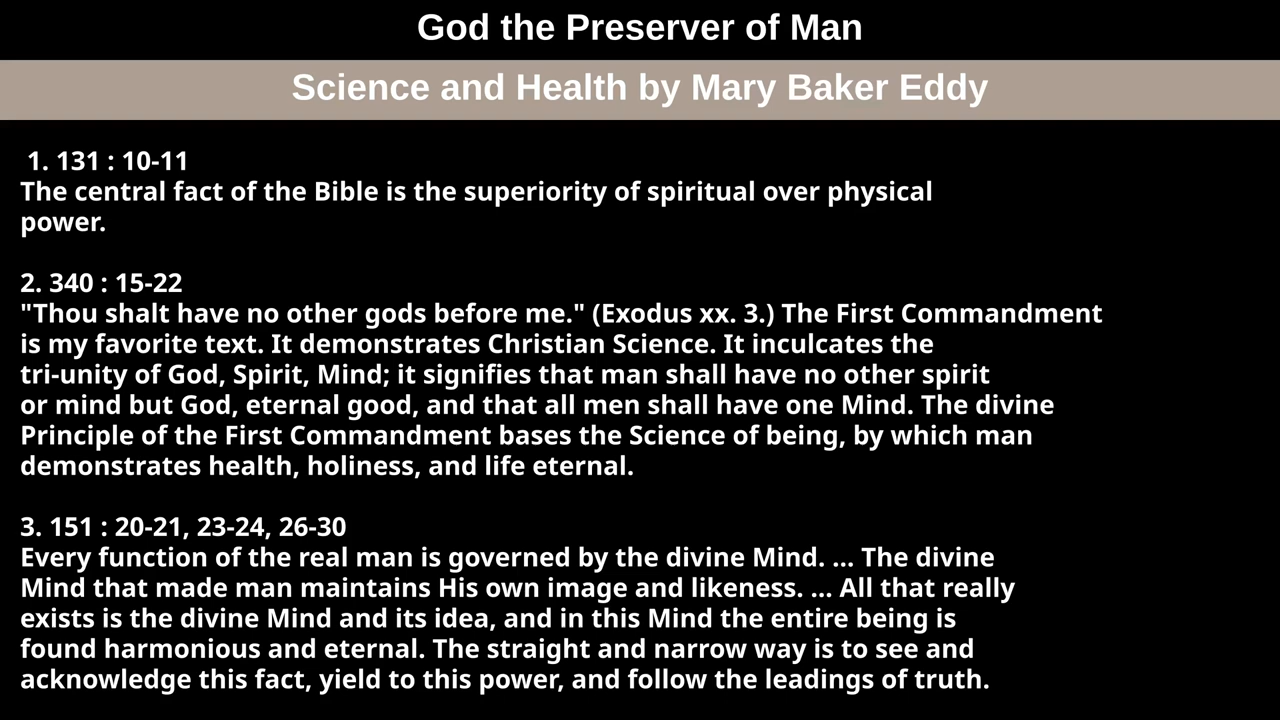 God the Preserver of Man
Science and Health by Mary Baker Eddy
1. 131 : 10-11
The central fact of the Bible is the superiority of spiritual over physical
power.
2. 340 : 15-22
"Thou shalt have no other gods before me." (Exodus xx. 3.) The First Commandment
is my favorite text. It demonstrates Christian Science. It inculcates the
tri-unity of God, Spirit, Mind; it signifies that man shall have no other spirit
or mind but God, eternal good, and that all men shall have one Mind. The divine
Principle of the First Commandment bases the Science of being, by which man
demonstrates health, holiness, and life eternal.
3. 151 : 20-21, 23-24, 26-30
Every function of the real man is governed by the divine Mind. ... The divine
Mind that made man maintains His own image and likeness. ... All that really
exists is the divine Mind and its idea, and in this Mind the entire being is
found harmonious and eternal. The straight and narrow way is to see and
acknowledge this fact, yield to this power, and follow the leadings of truth.